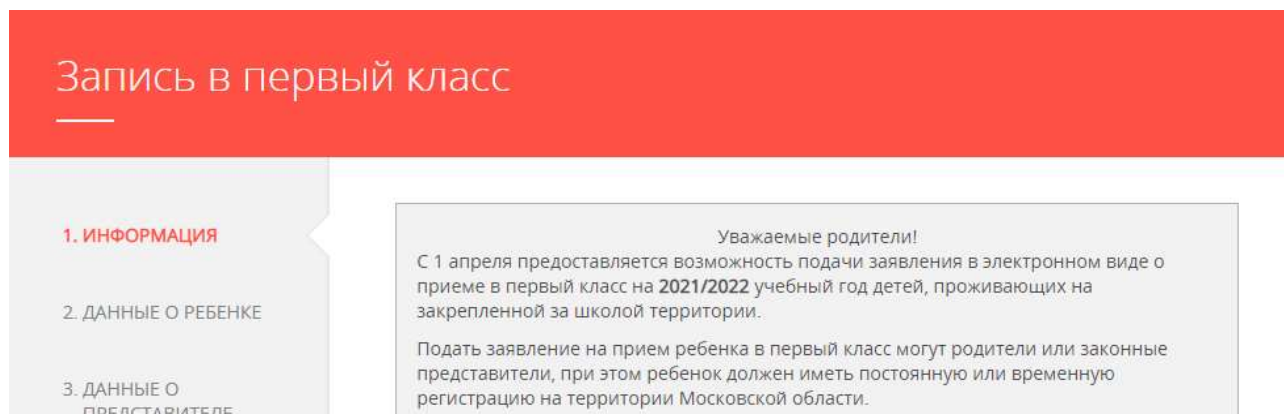 Запись в первый класс
1. ИНФОРМАЦИЯ
2. ДАННЫЕ О РЕБЕНКЕ
3. ДАННЫЕ О
ПРЕДСТАВИТЕЛЕ
Уважаемые родители!
С 1 апреля предоставляется возможность подачи заявления в электронном виде о
приеме в первый класс на 2021/2022 учебный год детей, проживающих на
закрепленной за школой территории.
Подать заявление на прием ребенка в первый класс могут родители или законные
представители, при этом ребенок должен иметь постоянную или временную
регистрацию на территории Московской области.